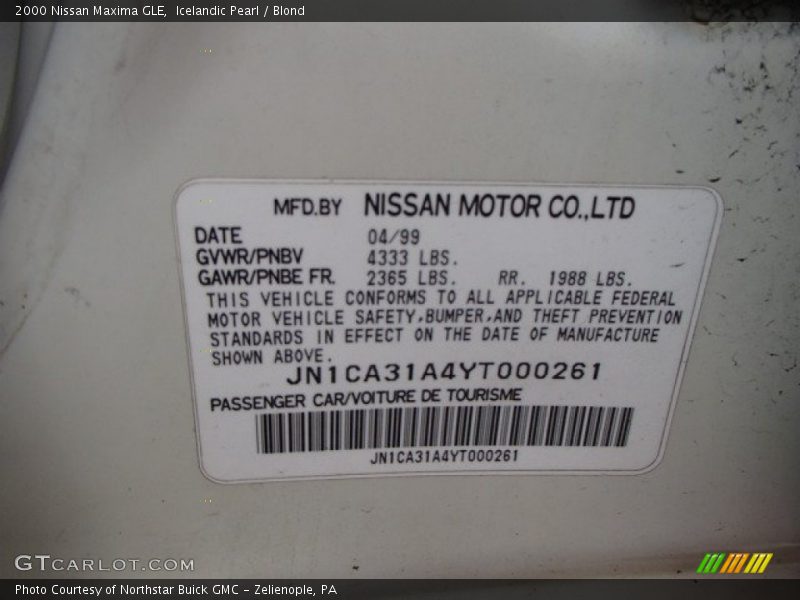 2000 Nissan Maxima GLE,  Icelandic Pearl / Blond
MFD.BY NISSAN MOTOR CO.,LTD
DATE 04/99
GVWR/PNBV 4333 LBS.
GAWR/PNBE FR. 2365 LBS. RR. 1988 LBS.
THIS VEHICLE CONFORMS TO ALL APPLICABLE FEDERAL
MOTOR VEHICLE SAFETY,BUMPER,AND THEFT PREVENTION
STANDARDS IN EFFECT ON THE DATE OF MANUFACTURE
SHOWN ABOVE.
JN1CA31A4YT000261
PASSENGER CAR/VOITURE DE TOURISME
JN1CA31A4YT000261
GTCARLOT.COM
Photo Courtesy of Northstar Buick GMC – Zelienople, PA